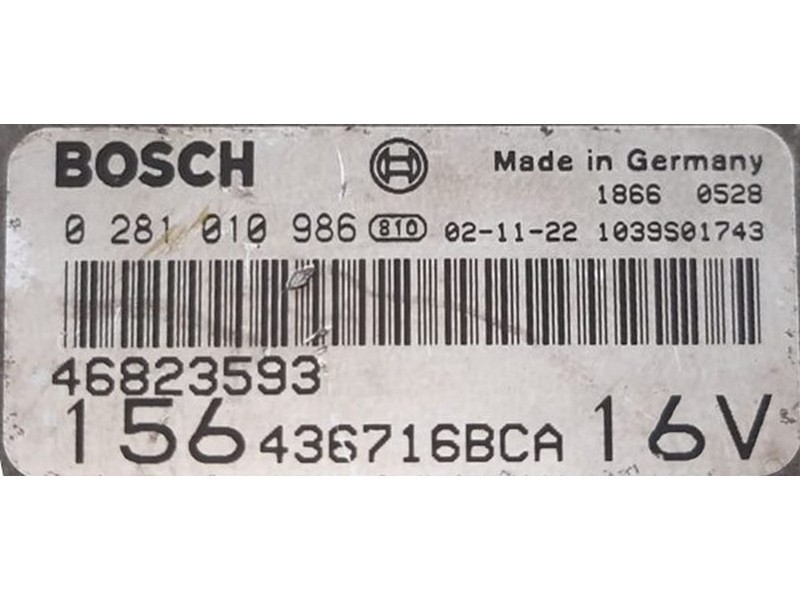 BOSCH Made in Germany
1866 0528
0 281 010 986 810 02-11-22 1039S01743
46823593
156 436716BCA 16V